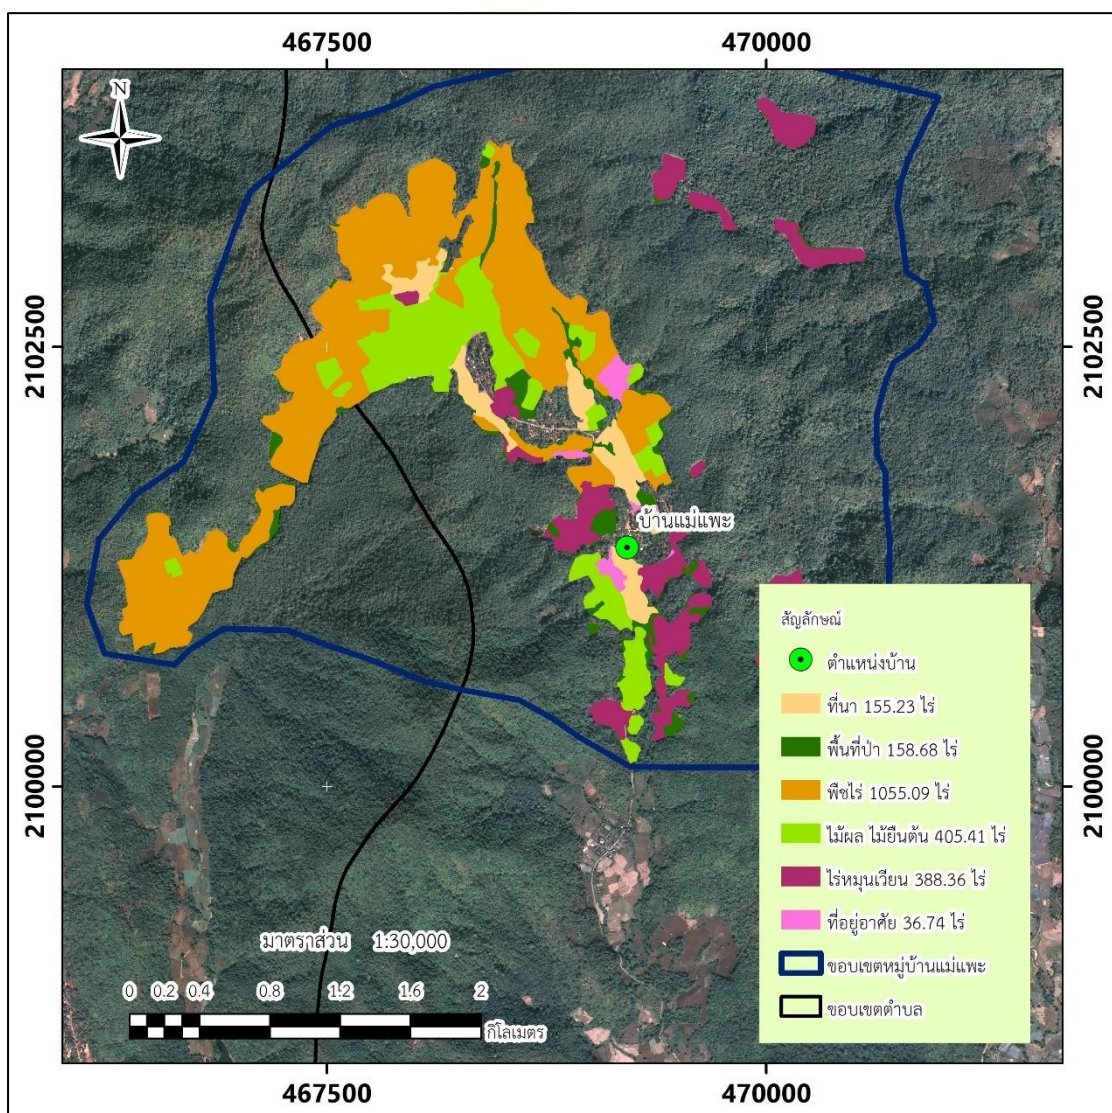 467500
470000
N
2102500
2102500
บ้านแม่แพะ
สัญลักษณ์
ตำแหน่งบ้าน
ที่นา 155.23 ไร่
พื้นที่ป่า 158.68 ไร่
พืชไร่ 1055.09 ไร่
ไม้ผล ไม้ยืนต้น 405.41 ไร่
ไร่หมุนเวียน 388.36 ไร่
ที่อยู่อาศัย 36.74 ไร่
ขอบเขตหมู่บ้านแม่แพะ
ขอบเขตตำบล
2100000
2100000
มาตราส่วน 1:30,000
0 0.2 0.4 0.8 1.2 1.6 2
กิโลเมตร
467500
470000